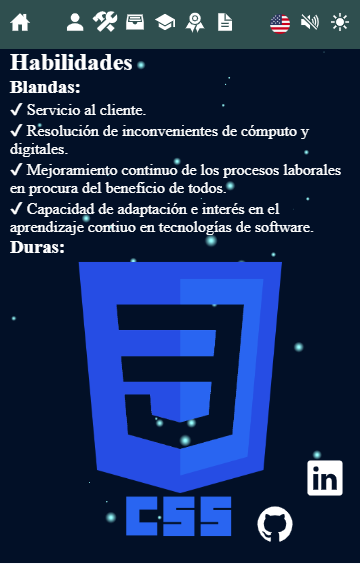 Habilidades
Blandas:
✓ Servicio al cliente.
✓ Resolución de inconvenientes de cómputo y
digitales.
✓ Mejoramiento continuo de los procesos laborales
en procura del beneficio de todos.
✓ Capacidad de adaptación e interés en el
aprendizaje contiuo en tecnologías de software.
Duras:
CSS
in